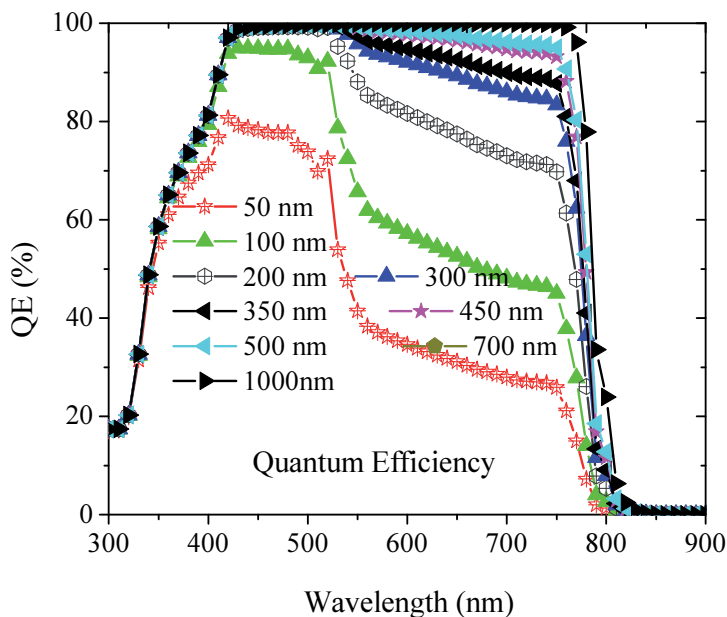 100
80
60
40
20
0
QE (%)
50 nm
100 nm
200 nm
300 nm
350 nm
450 nm
500 nm
700 nm
1000nm
Quantum Efficiency
300
400
500
600
700
800
900
Wavelength (nm)